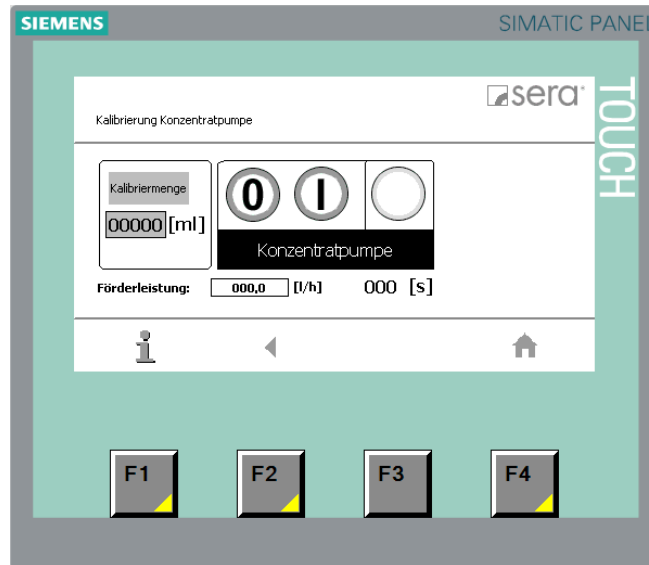 SIEMENS
SIMATIC PANEL
TOUCH
sera
Kalibrierung Konzentratpumpe
Kalibriermenge
00000 [ml]
0 I
Konzentratpumpe
Förderleistung: 000,0 [l/h] 000 [s]
i
F1 F2 F3 F4